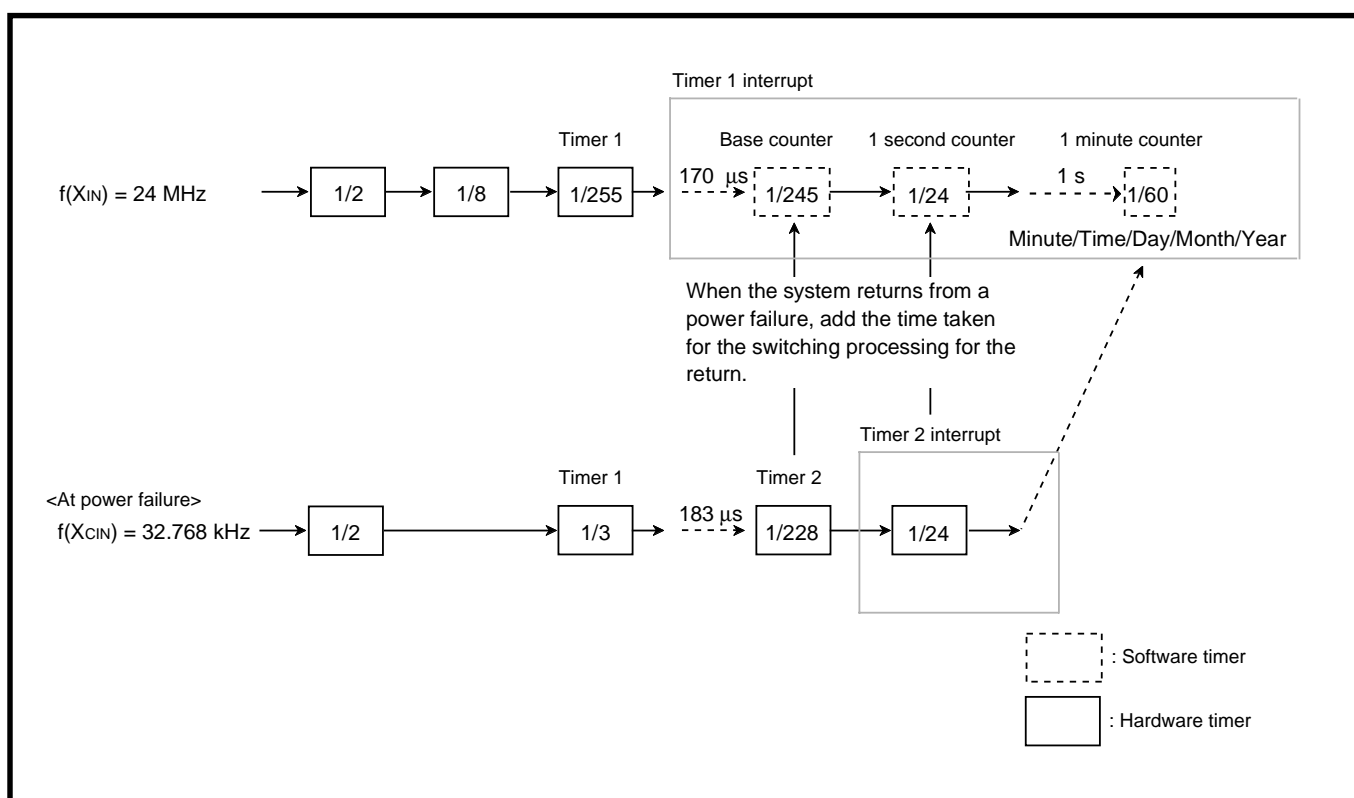 Timer 1 interrupt
Timer 1
Base counter
1 second counter
1 minute counter
f(XIN) = 24 MHz
1/2
1/8
1/255
170 μs
1/245
1/24
1 s
1/60
Minute/Time/Day/Month/Year
When the system returns from a
power failure, add the time taken
for the switching processing for the
return.
Timer 2 interrupt
<At power failure>
Timer 1
Timer 2
f(XCIN) = 32.768 kHz
1/2
1/3
183 μs
1/228
1/24
: Software timer
: Hardware timer